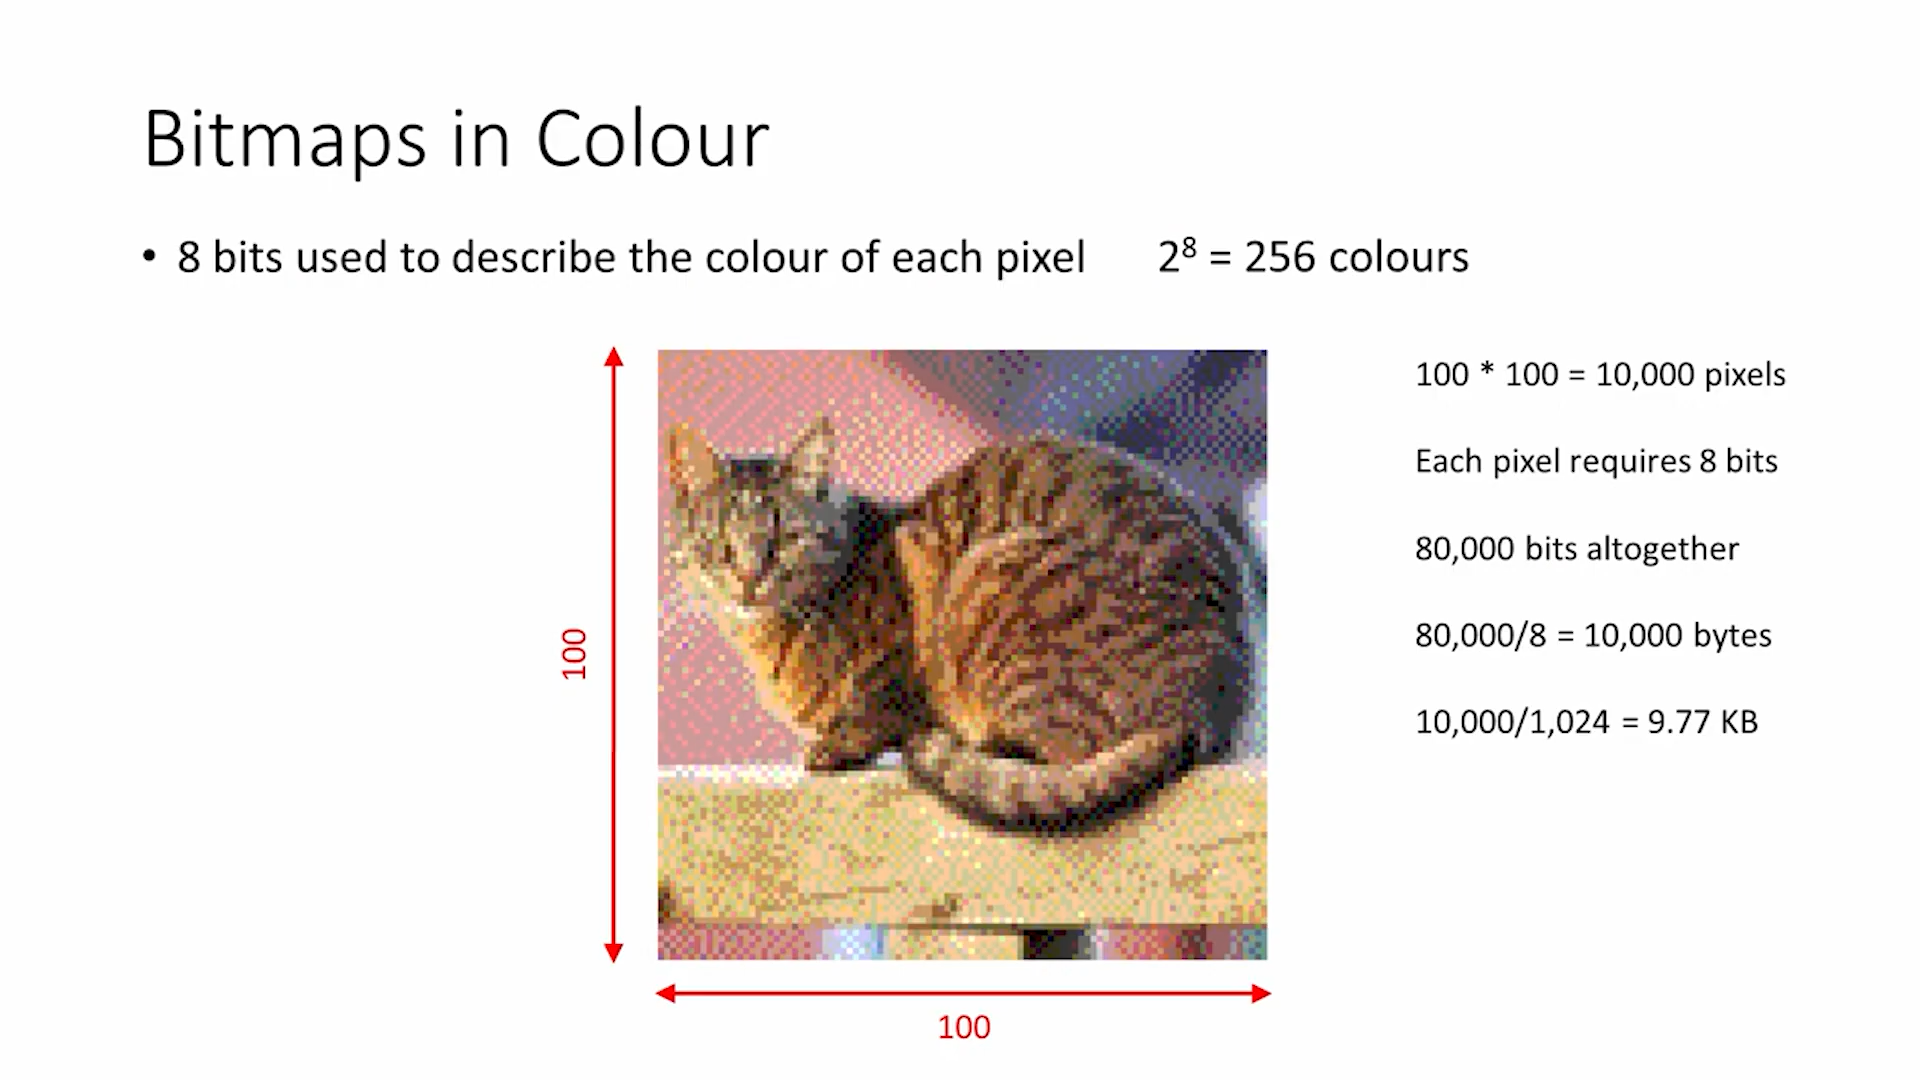 Bitmaps in Colour
• 8 bits used to describe the colour of each pixel 2⁸ = 256 colours
100 * 100 = 10,000 pixels
Each pixel requires 8 bits
80,000 bits altogether
80,000/8 = 10,000 bytes
10,000/1,024 = 9.77 KB
100
100